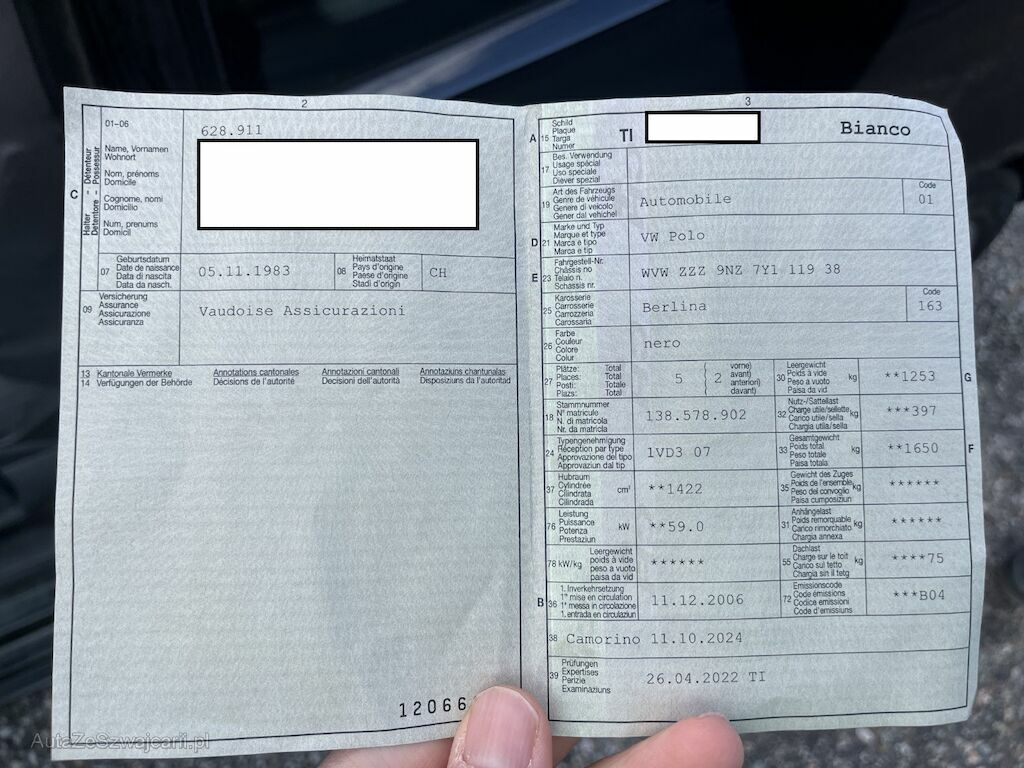 2
01–06
628.911
Halter – Détenteur
Detentore – Possessur
C
Name, Vornamen
Wohnort
Nom, prénoms
Domicile
Cognome, nomi
Domicilio
Num, prenums
Domicil
07
Geburtsdatum
Date de naissance
Data di nascita
Data da nasch.
05.11.1983
08
Heimatstaat
Pays d'origine
Paese d'origine
Stadi d'origin
CH
09
Versicherung
Assurance
Assicurazione
Assicuranza
Vaudoise Assicurazioni
13 Kantonale Vermerke Annotations cantonales Annotazioni cantonali Annotaziuns chantunalas
14 Verfügungen der Behörde Décisions de l'autorité Decisioni dell'autorità Disposiziuns da l'autoritad
3
A 15
Schild
Plaque
Targa
Numer
TI
Bianco
17
Bes. Verwendung
Usage spécial
Uso speciale
Diever spezial
19
Art des Fahrzeugs
Genre de véhicule
Genere di veicolo
Gener dal vehichel
Automobile
Code
01
D 21
Marke und Typ
Marque et type
Marca e tipo
Marca e tip
VW Polo
E 23
Fahrgestell-Nr.
Châssis no
Telaio n.
Schassis nr.
WVW ZZZ 9NZ 7Y1 119 38
25
Karosserie
Carrosserie
Carrozzeria
Carossaria
Berlina
Code
163
26
Farbe
Couleur
Colore
Colur
nero
27
Plätze: Total
Places: Total
Posti: Totale
Plazs: Total
5
2
vorne)
avant)
anteriori)
davant)
30
Leergewicht
Poids à vide
Peso a vuoto
Paisa da vid
kg
**1253
G
18
Stammnummer
N° matricule
N. di matricola
Nr. da matricla
138.578.902
32
Nutz-/Sattellast
Charge utile/sellette
Carico utile/sella
Chargia utila/sella
kg
***397
24
Typengenehmigung
Réception par type
Approvazione del tipo
Approvaziun dal tip
1VD3 07
33
Gesamtgewicht
Poids total
Peso totale
Paisa totala
kg
**1650
F
37
Hubraum
Cylindrée
Cilindrata
Cilindrada
cm³
**1422
35
Gewicht des Zuges
Poids de l'ensemble
Peso del convoglio
Paisa cumposiziun
kg
******
76
Leistung
Puissance
Potenza
Prestaziun
kW
**59.0
31
Anhängelast
Poids remorquable
Carico rimorchiato
Chargia annexa
kg
******
78 kW/kg
Leergewicht
poids à vide
peso a vuoto
paisa da vid
******
55
Dachlast
Charge sur le toit
Carico sul tetto
Chargia sin il tetg
kg
****75
B 36
1. Inverkehrsetzung
1re mise en circulation
1a messa in circolazione
1. entrada en circulaziun
11.12.2006
72
Emissionscode
Code émissions
Codice emissioni
Code d'emissiuns
***B04
38
Camorino 11.10.2024
39
Prüfungen
Expertises
Perizie
Examinaziuns
26.04.2022 TI
12066
AutaZeSzwajcarii.pl